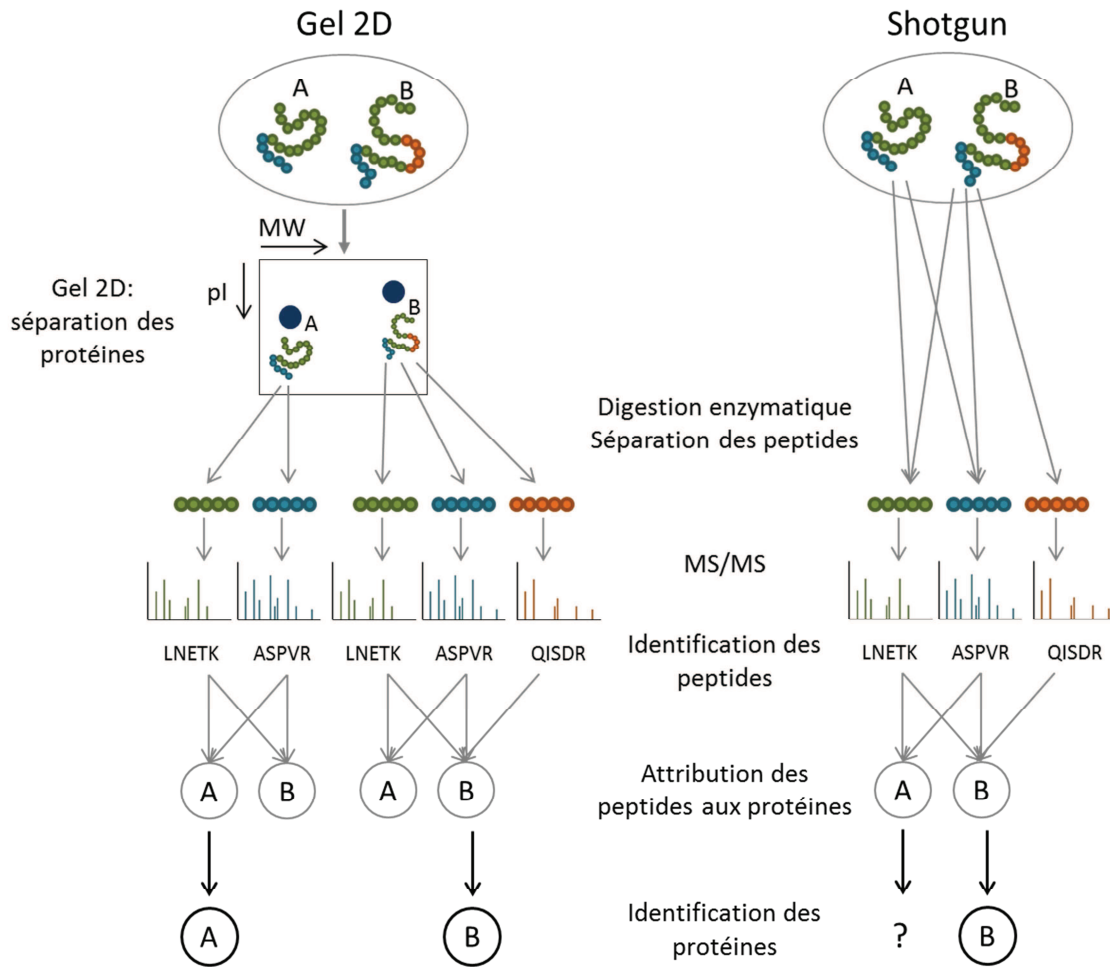 Gel 2D
Shotgun
A
B
A
B
MW
pI
Gel 2D:
séparation des
protéines
A
B
Digestion enzymatique
Séparation des peptides
MS/MS
LNETK
ASPVR
LNETK
ASPVR
QISDR
Identification des
peptides
LNETK
ASPVR
QISDR
A
B
A
B
Attribution des
peptides aux protéines
A
B
A
B
Identification des
protéines
?
B